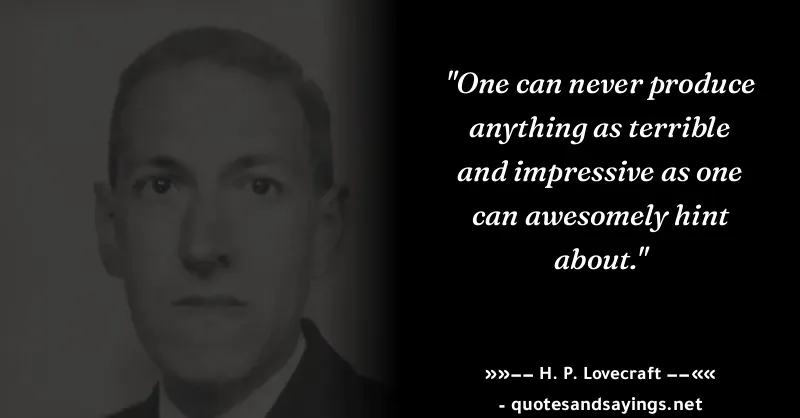 "One can never produce
anything as terrible
and impressive as one
can awesomely hint
about."
»»-- H. P. Lovecraft --««
- quotesandsayings.net